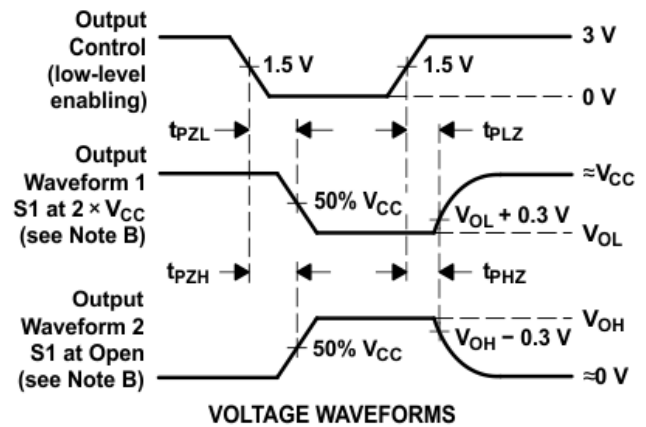 Output
Control
(low-level
enabling)
1.5 V
1.5 V
3 V
0 V
tPZL
tPLZ
Output
Waveform 1
S1 at 2 × VCC
(see Note B)
50% VCC
VOL + 0.3 V
≈VCC
VOL
tPZH
tPHZ
Output
Waveform 2
S1 at Open
(see Note B)
50% VCC
VOH − 0.3 V
VOH
≈0 V
VOLTAGE WAVEFORMS